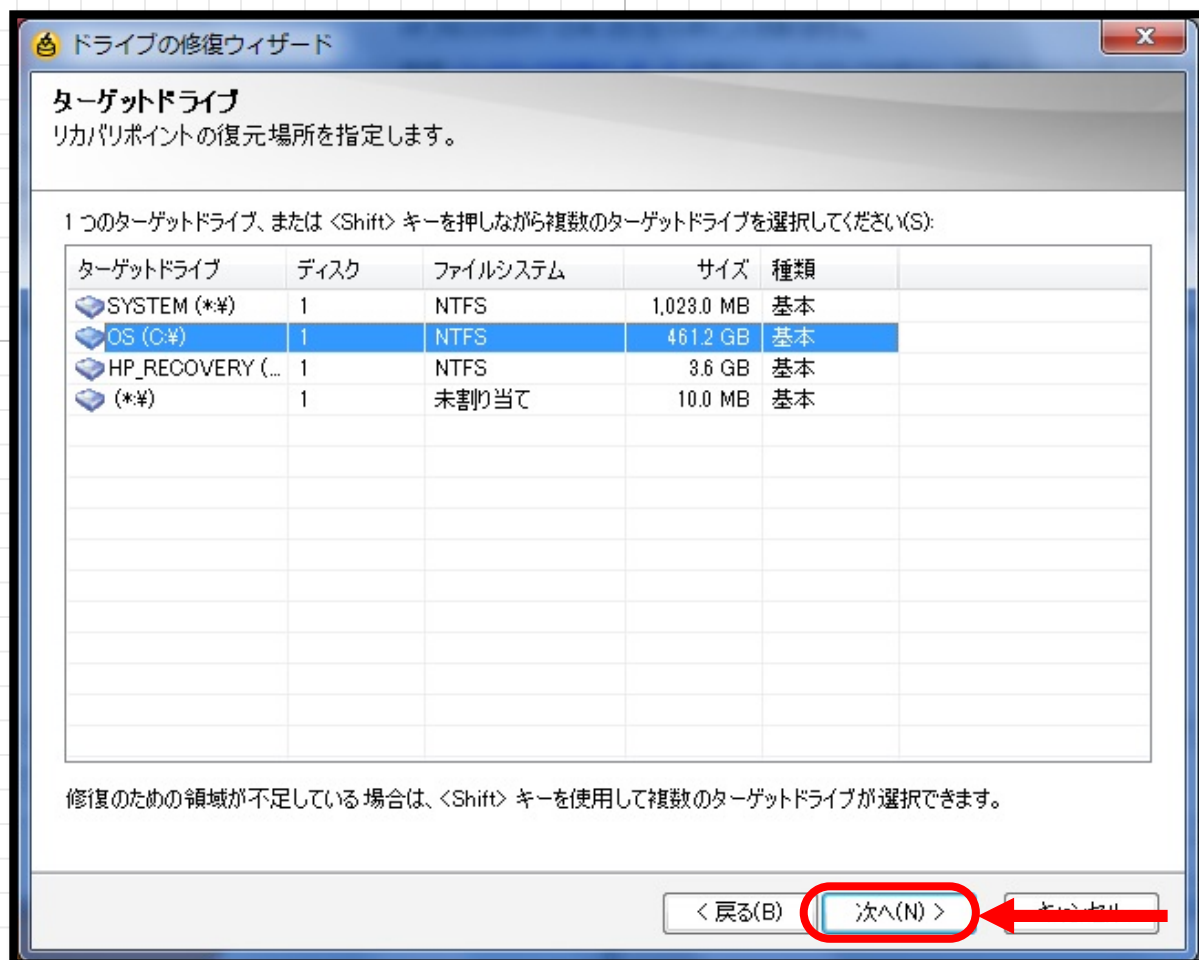 ドライブの修復ウィザード
ターゲットドライブ
リカバリポイントの復元場所を指定します。
1 つのターゲットドライブ、または <Shift> キーを押しながら複数のターゲットドライブを選択してください(S):
ターゲットドライブ ディスク ファイルシステム サイズ 種類
SYSTEM (*:¥) 1 NTFS 1,023.0 MB 基本
OS (C:¥) 1 NTFS 461.2 GB 基本
HP_RECOVERY (... 1 NTFS 3.6 GB 基本
(*:¥) 1 未割り当て 10.0 MB 基本
修復のための領域が不足している場合は、<Shift> キーを使用して複数のターゲットドライブが選択できます。
< 戻る(B) 次へ(N) >